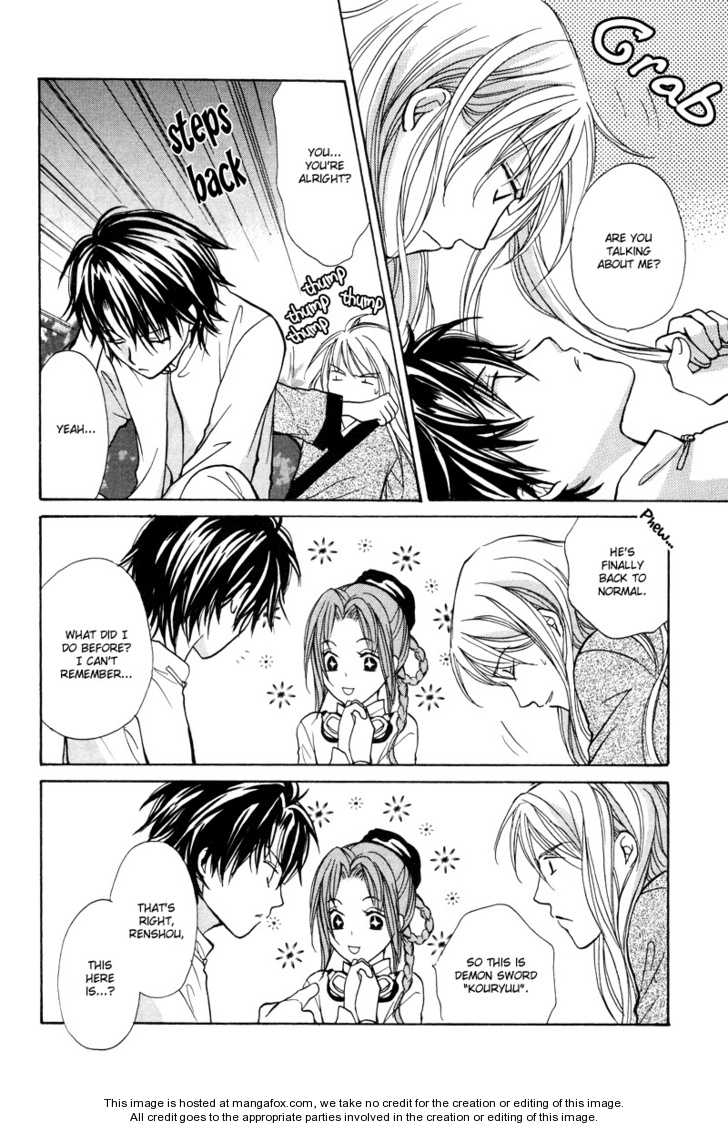 Grab
ARE YOU
TALKING
ABOUT ME?
YOU...
YOU'RE
ALRIGHT?
steps
back
thump
thump
thump
thump
YEAH...
Phew...
HE'S
FINALLY
BACK TO
NORMAL.
WHAT DID I
DO BEFORE?
I CAN'T
REMEMBER...
THAT'S
RIGHT,
RENSHOU,
THIS
HERE
IS...?
SO THIS IS
DEMON SWORD
"KOURYUU".
This image is hosted at mangafox.com, we take no credit for the creation or editing of this image.
All credit goes to the appropriate parties involved in the creation or editing of this image.